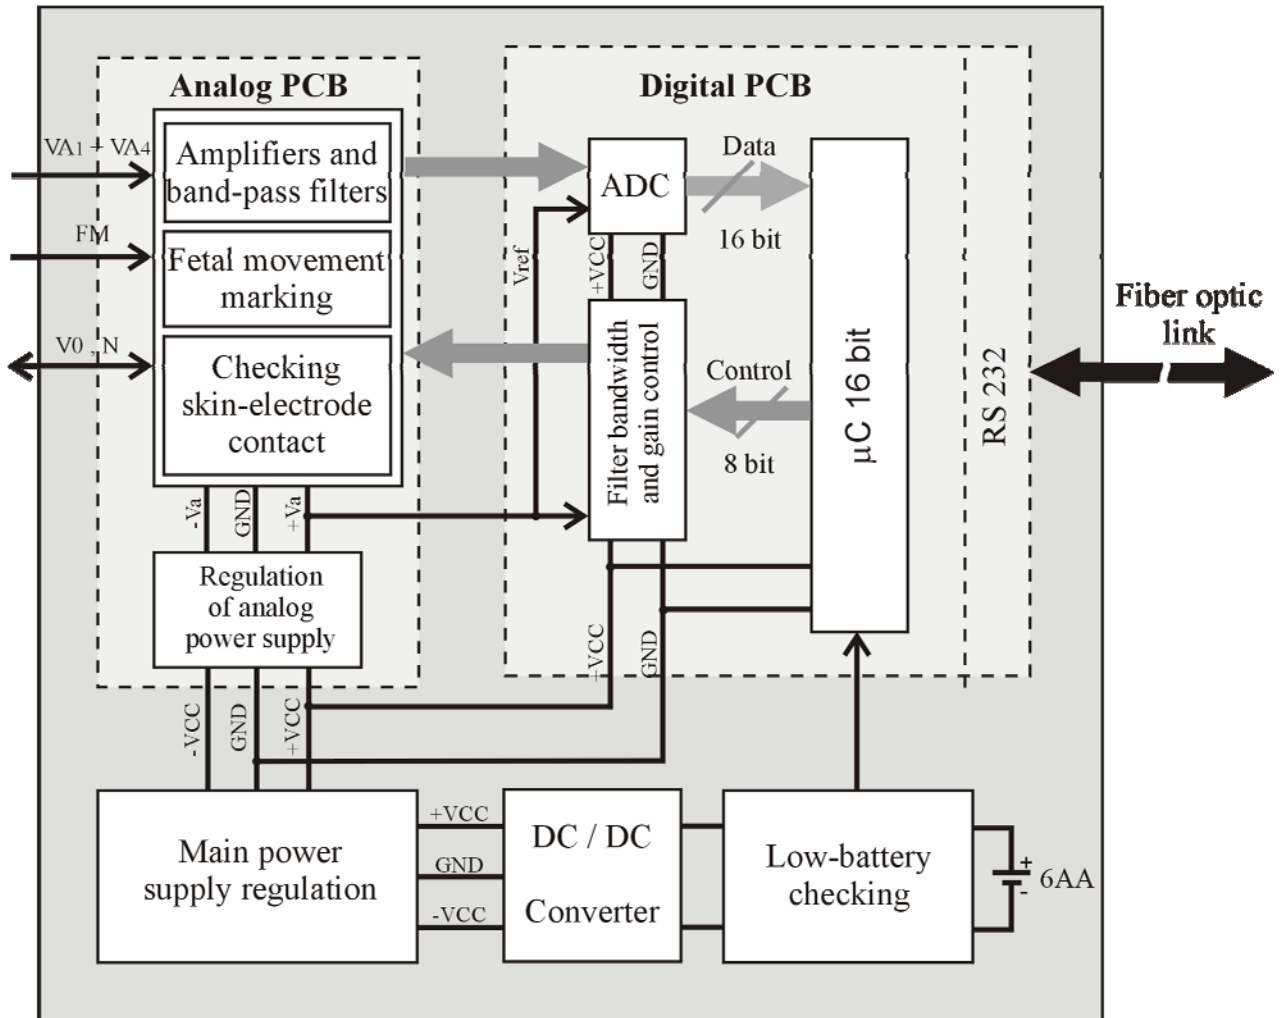 Analog PCB
Digital PCB
VA1 – VA4
Amplifiers and
band-pass filters
FM
Fetal movement
marking
V0 , N
Checking
skin-electrode
contact
-Va
GND
+Va
Regulation
of analog
power supply
-VCC
GND
+VCC
Vref
ADC
Data
16 bit
+VCC
GND
Filter bandwidth
and gain control
Control
8 bit
µC 16 bit
RS 232
Fiber optic
link
+VCC
GND
Main power
supply regulation
+VCC
GND
-VCC
DC / DC
Converter
Low-battery
checking
+
-
6AA